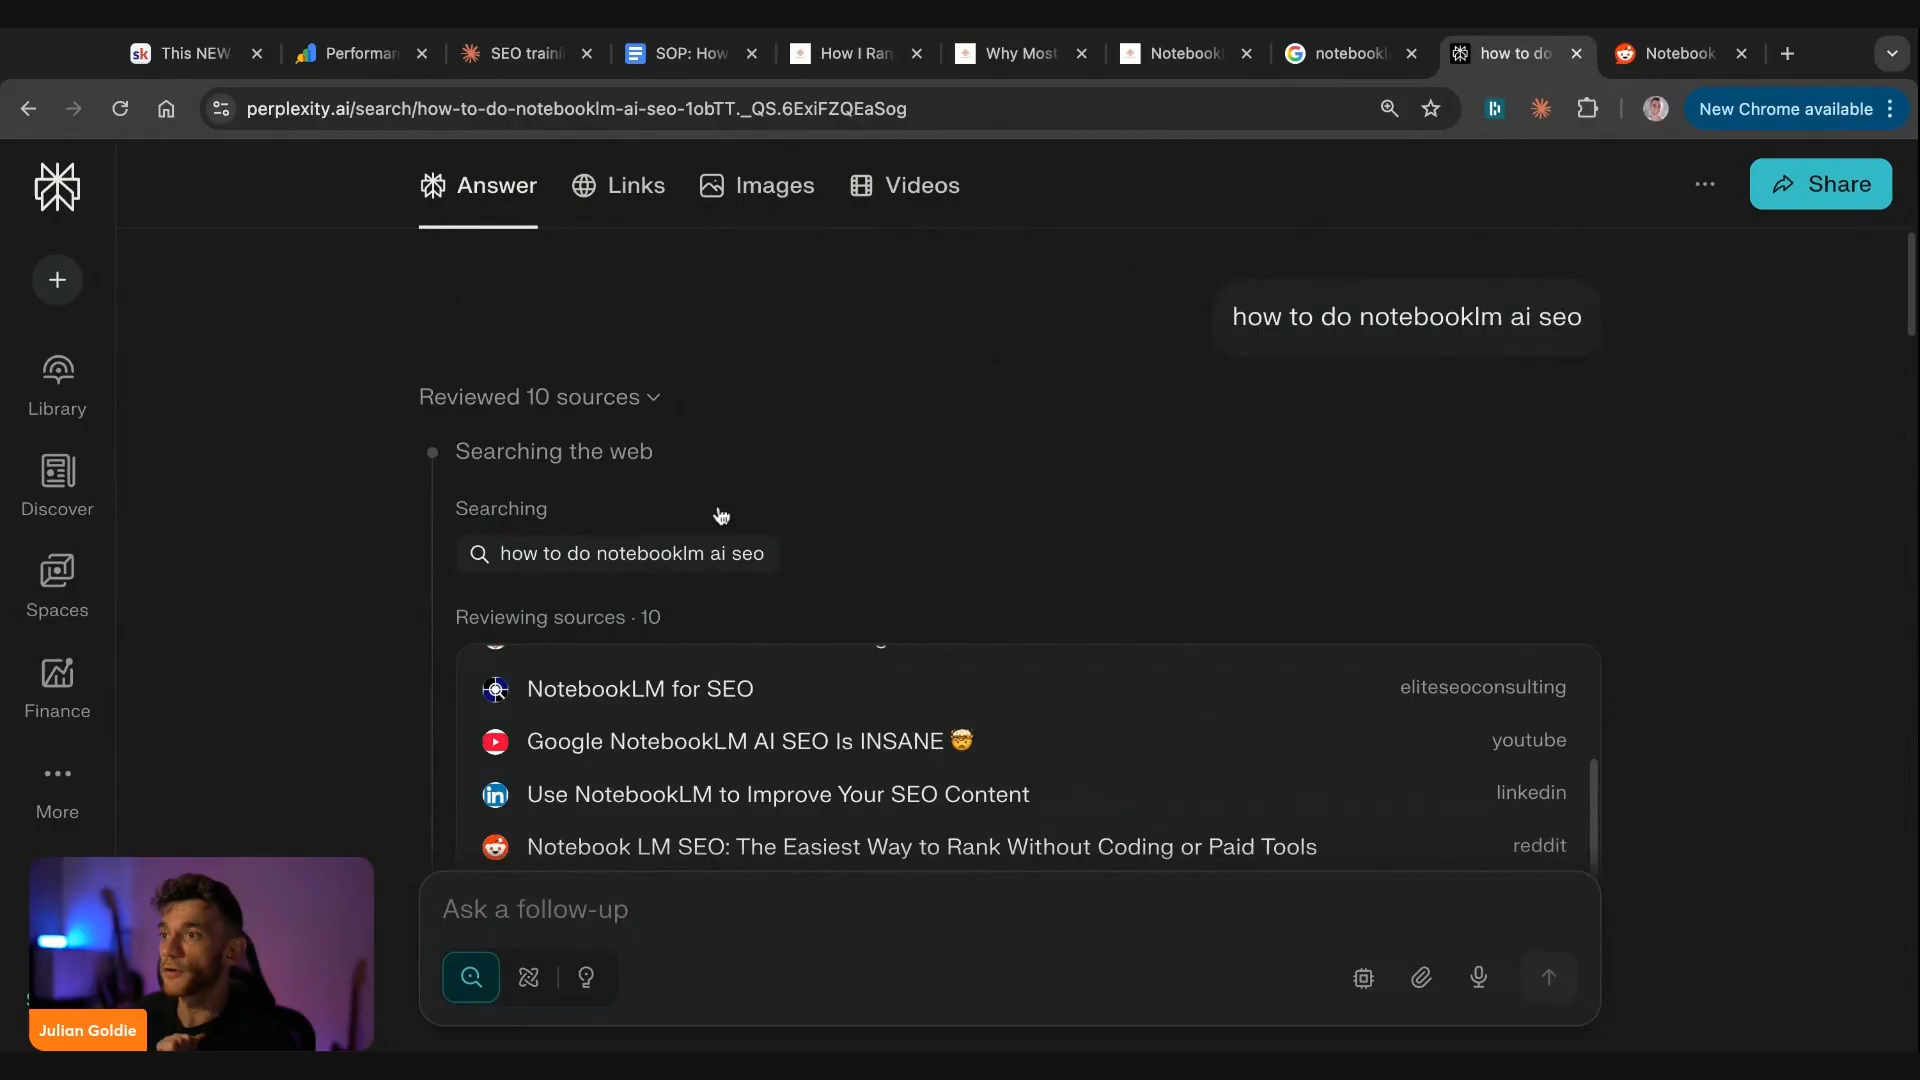 sk This NEW
Performan
SEO traini
SOP: How
How I Ran
Why Most
Notebook
notebookl
how to do
Notebook
perplexity.ai/search/how-to-do-notebooklm-ai-seo-1obTT._QS.6ExiFZQEaSog
New Chrome available
Answer
Links
Images
Videos
Share
how to do notebooklm ai seo
Reviewed 10 sources
Searching the web
Searching
how to do notebooklm ai seo
Reviewing sources · 10
NotebookLM for SEO
eliteseoconsulting
Google NotebookLM AI SEO Is INSANE 🤯
youtube
in Use NotebookLM to Improve Your SEO Content
linkedin
Notebook LM SEO: The Easiest Way to Rank Without Coding or Paid Tools
reddit
Library
Discover
Spaces
Finance
More
Ask a follow-up
Julian Goldie